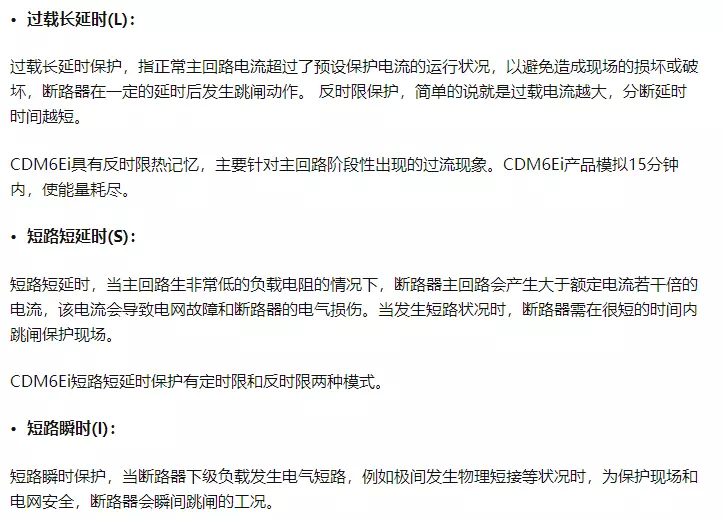 • 过载长延时(L)：
过载长延时保护，指正常主回路电流超过了预设保护电流的运行状况，以避免造成现场的损坏或破
坏，断路器在一定的延时后发生跳闸动作。 反时限保护，简单的说就是过载电流越大，分断延时
时间越短。
CDM6Ei具有反时限热记忆，主要针对主回路阶段性出现的过流现象。CDM6Ei产品模拟15分钟
内，使能量耗尽。
• 短路短延时(S)：
短路短延时，当主回路生非常低的负载电阻的情况下，断路器主回路会产生大于额定电流若干倍的
电流，该电流会导致电网故障和断路器的电气损伤。当发生短路状况时，断路器需在很短的时间内
跳闸保护现场。
CDM6Ei短路短延时保护有定时限和反时限两种模式。
• 短路瞬时(I)：
短路瞬时保护，当断路器下级负载发生电气短路，例如极间发生物理短接等状况时，为保护现场和
电网安全，断路器会瞬间跳闸的工况。